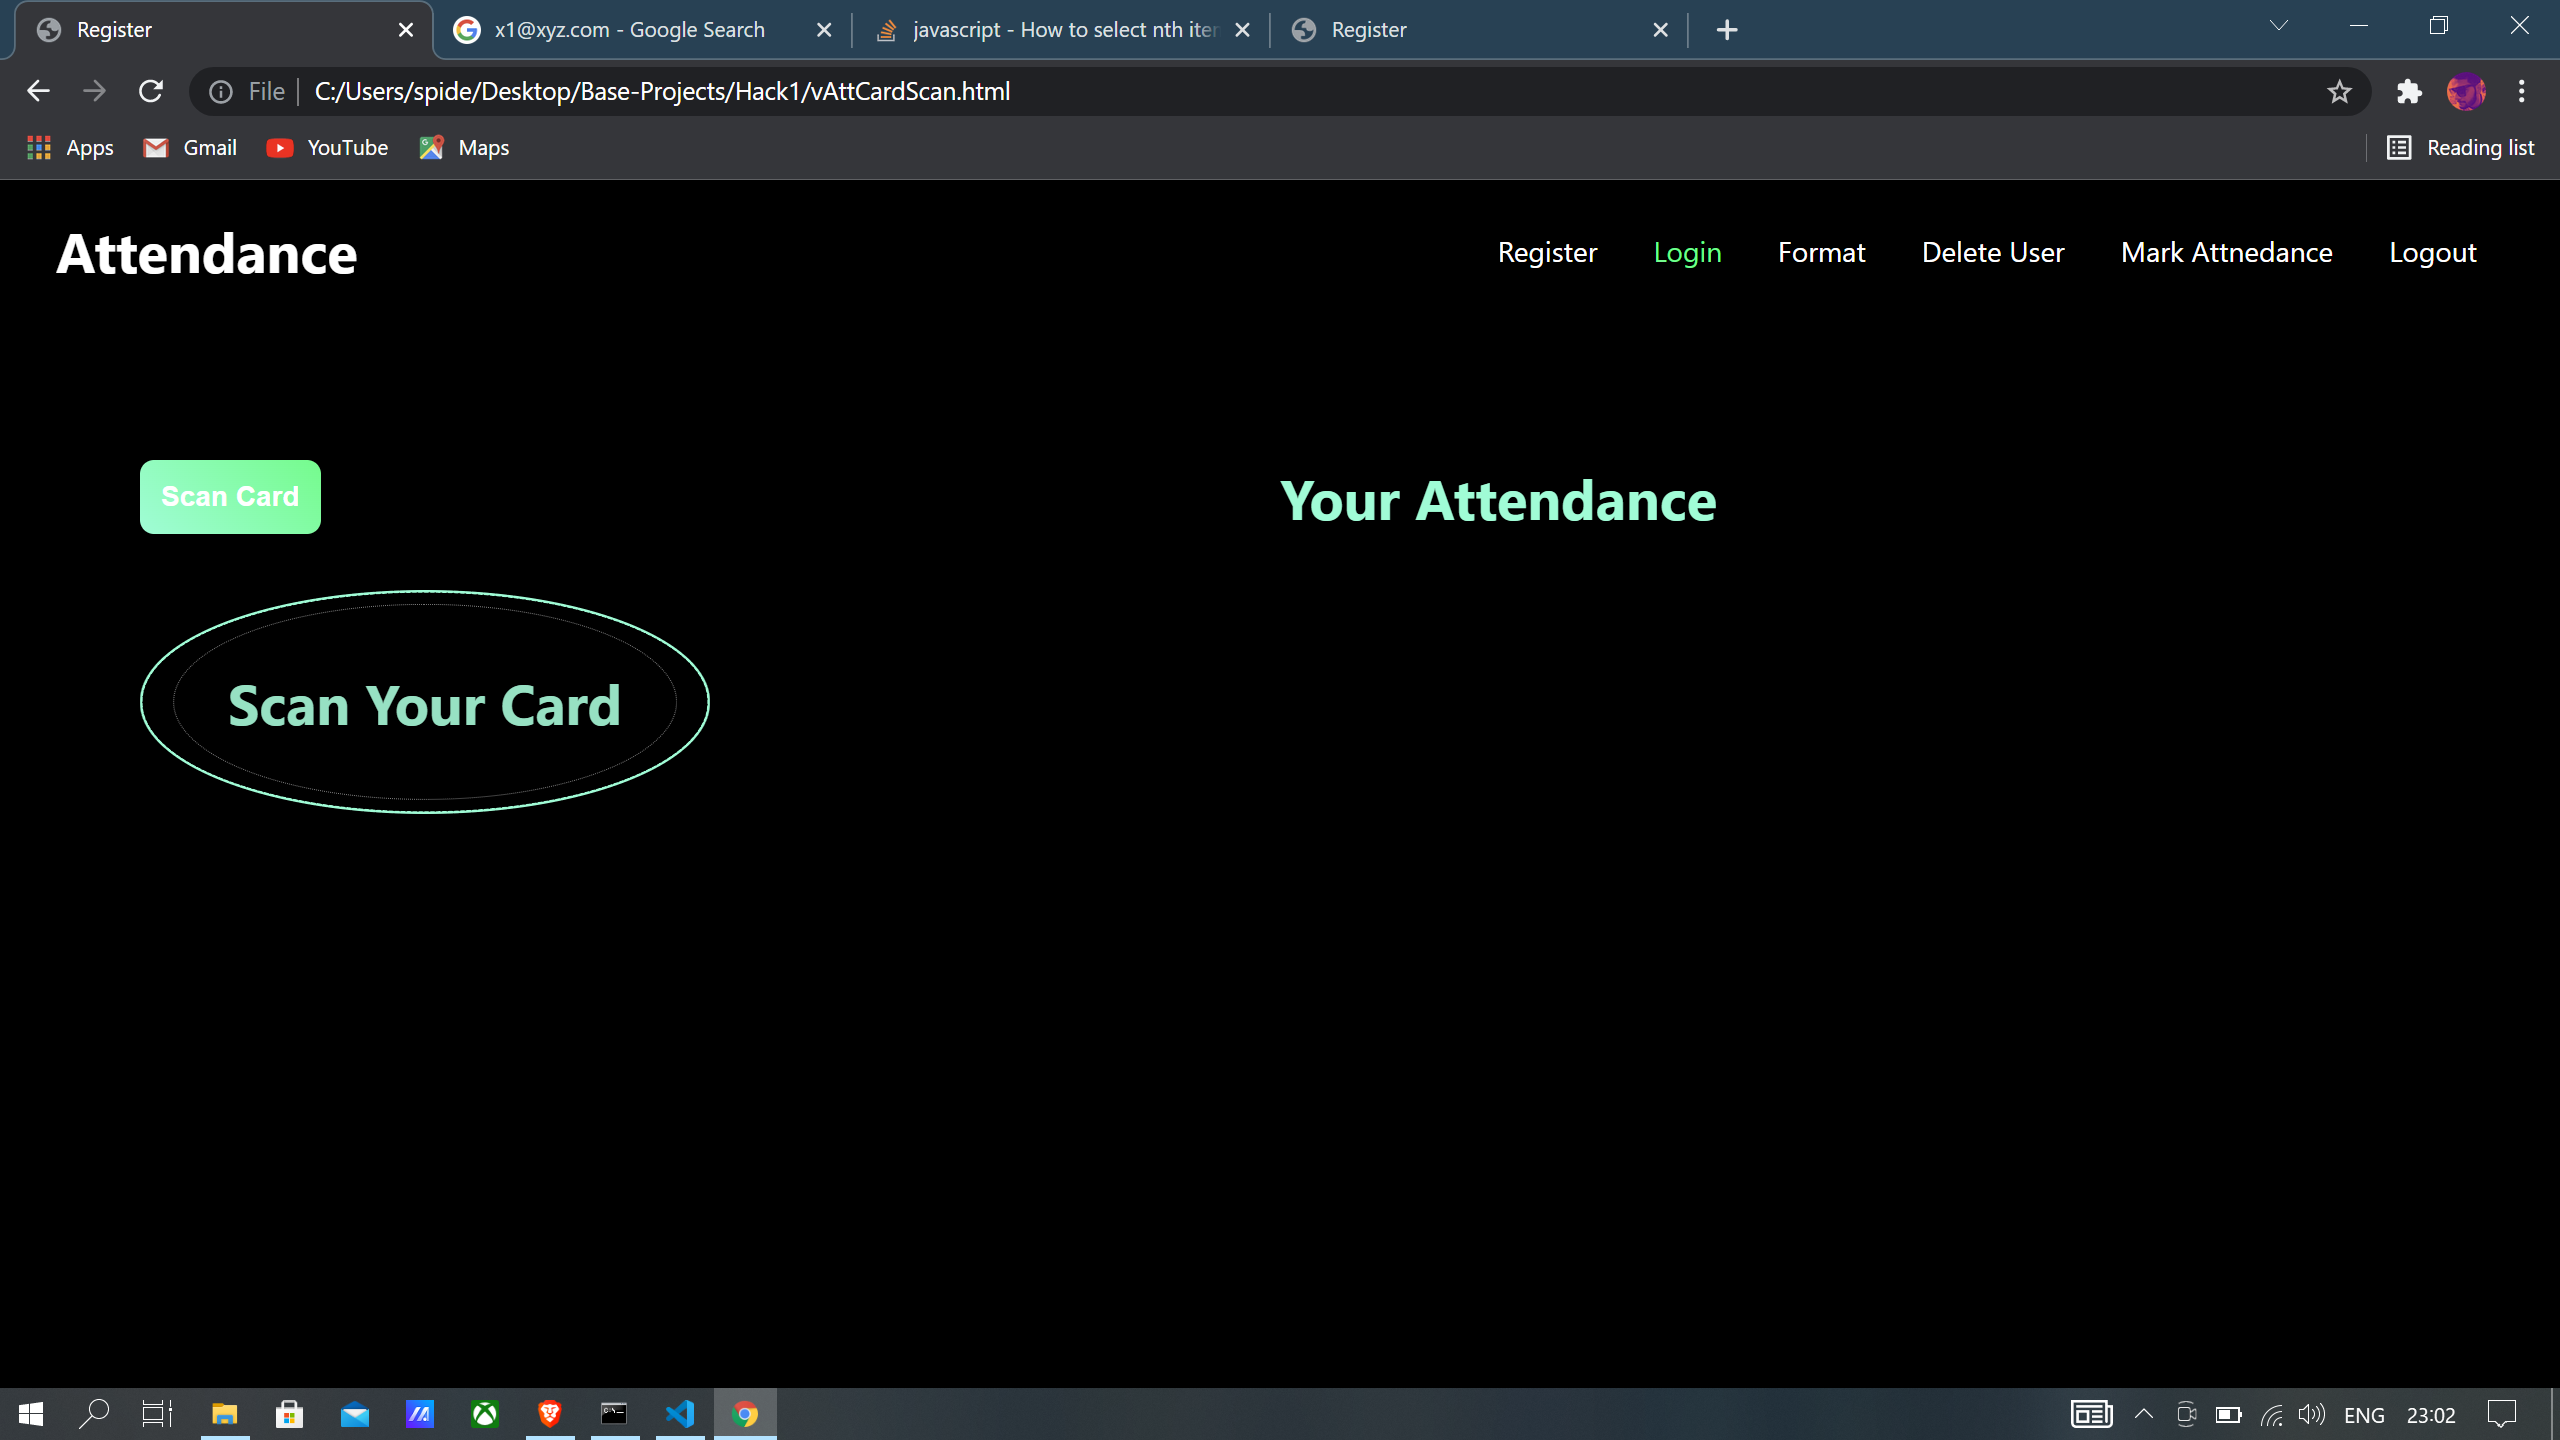 Register
x1@xyz.com - Google Search
javascript - How to select nth iter
Register
File
C:/Users/spide/Desktop/Base-Projects/Hack1/vAttCardScan.html
Apps
Gmail
YouTube
Maps
Reading list
Attendance
Register
Login
Format
Delete User
Mark Attnedance
Logout
Scan Card
Your Attendance
Scan Your Card
ENG
23:02